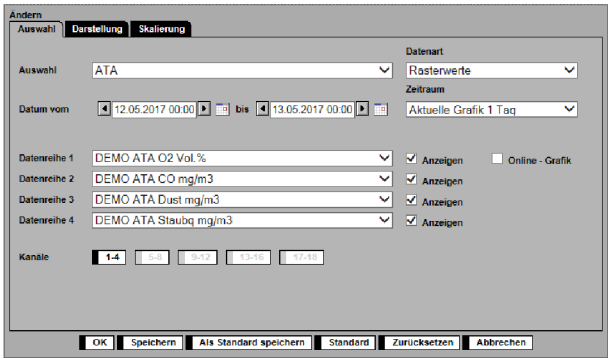 Ändern
Auswahl Darstellung Skalierung
Datenart
Auswahl ATA Rasterwerte
Zeitraum
Datum vom 12.05.2017 00:00 bis 13.05.2017 00:00 Aktuelle Grafik 1 Tag
Datenreihe 1 DEMO ATA O2 Vol.% Anzeigen Online - Grafik
Datenreihe 2 DEMO ATA CO mg/m3 Anzeigen
Datenreihe 3 DEMO ATA Dust mg/m3 Anzeigen
Datenreihe 4 DEMO ATA Staubq mg/m3 Anzeigen
Kanäle 1-4 5-8 9-12 13-16 17-18
OK Speichern Als Standard speichern Standard Zurücksetzen Abbrechen